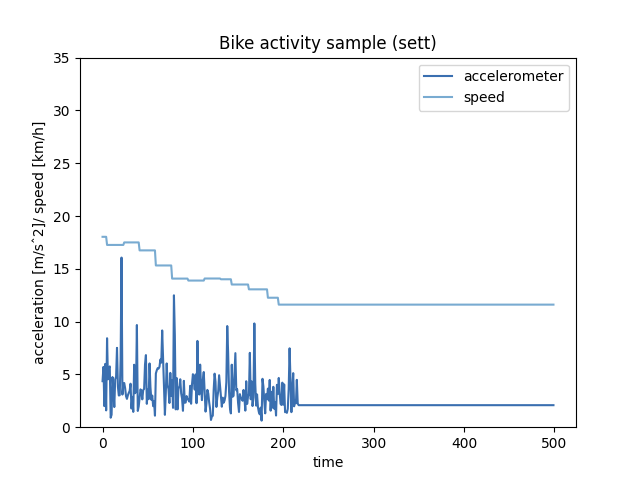 Bike activity sample (sett)
accelerometer
speed
acceleration [m/s^2]/ speed [km/h]
35
30
25
20
15
10
5
0
0 100 200 300 400 500
time